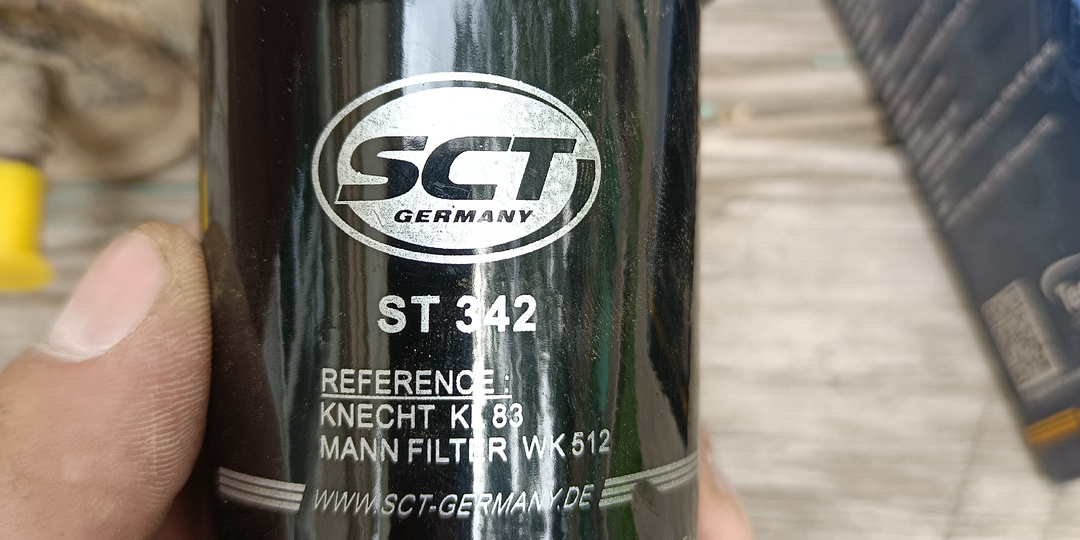 SCT
GERMANY
ST 342
REFERENCE :
KNECHT KL 83
MANN FILTER WK 512
WWW.SCT-GERMANY.DE